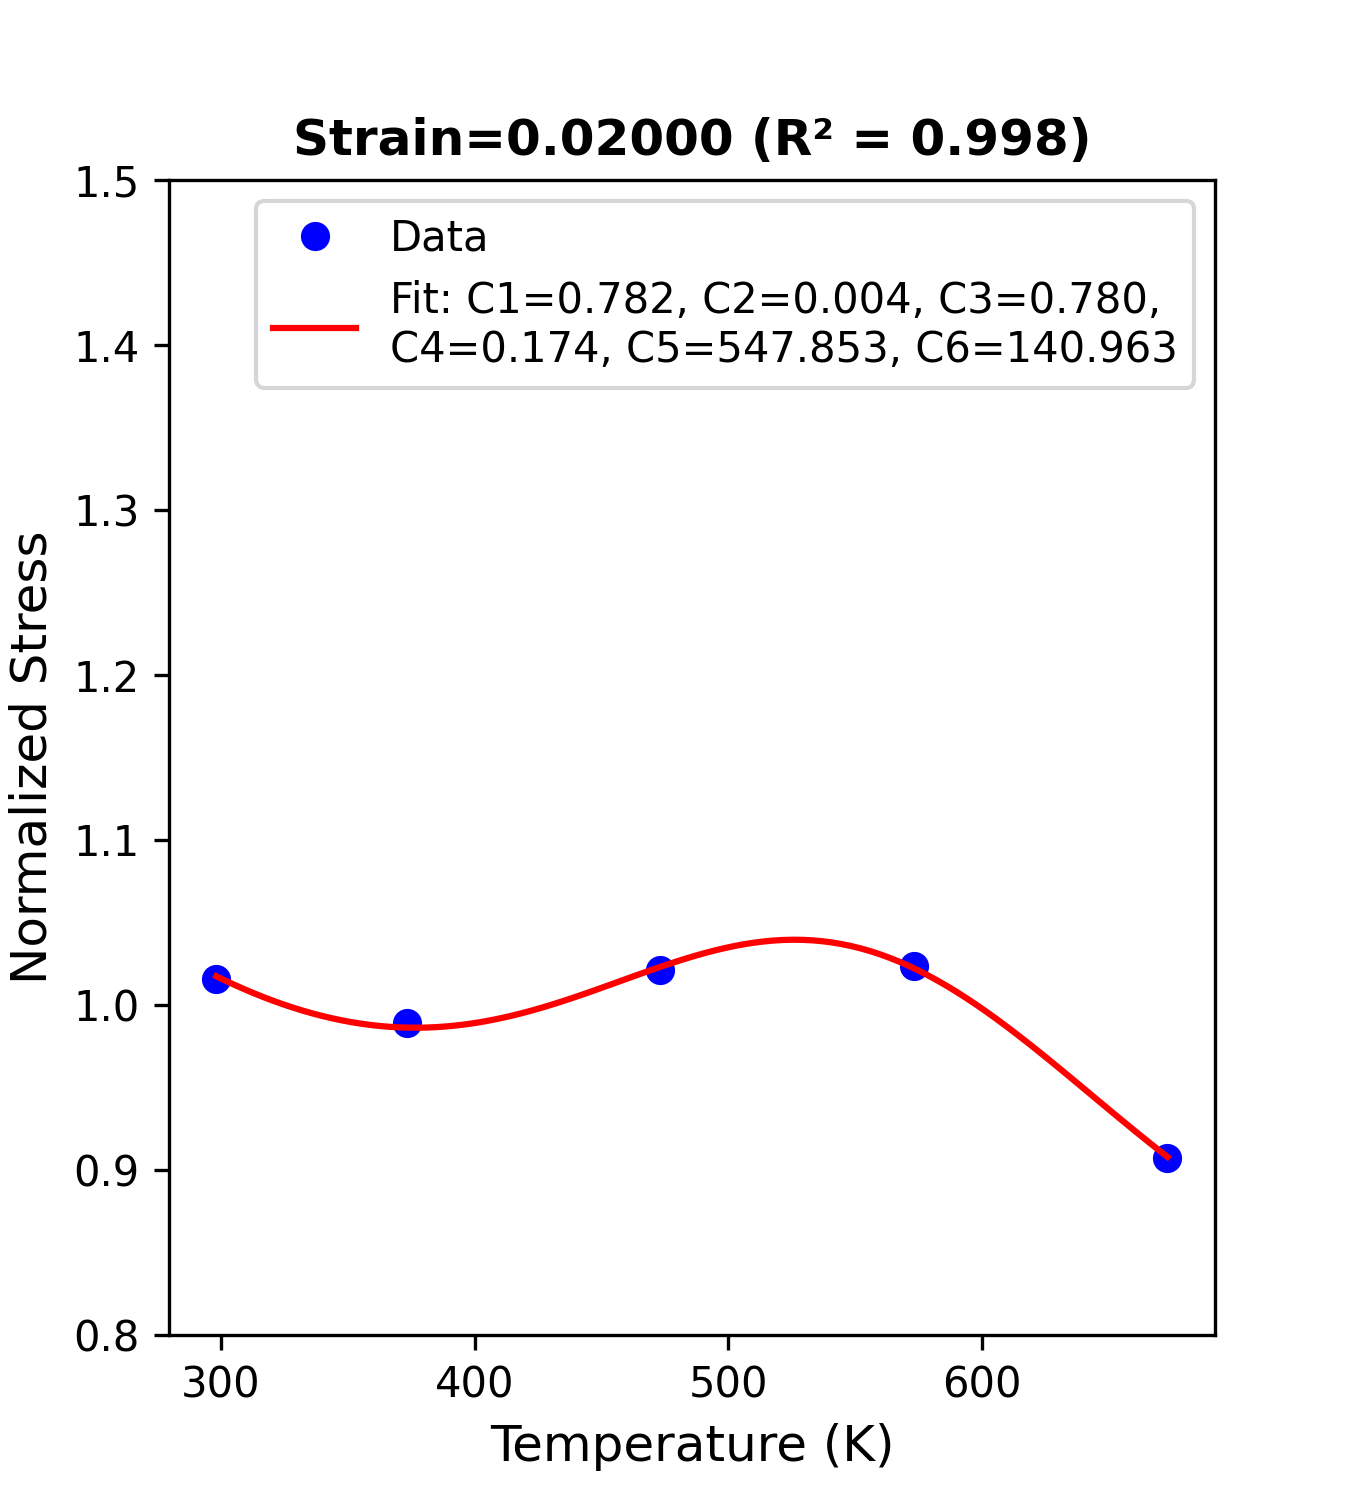 Strain=0.02000 (R² = 0.998)
Data
Fit: C1=0.782, C2=0.004, C3=0.780,
C4=0.174, C5=547.853, C6=140.963
Normalized Stress
1.5
1.4
1.3
1.2
1.1
1.0
0.9
0.8
300 400 500 600
Temperature (K)